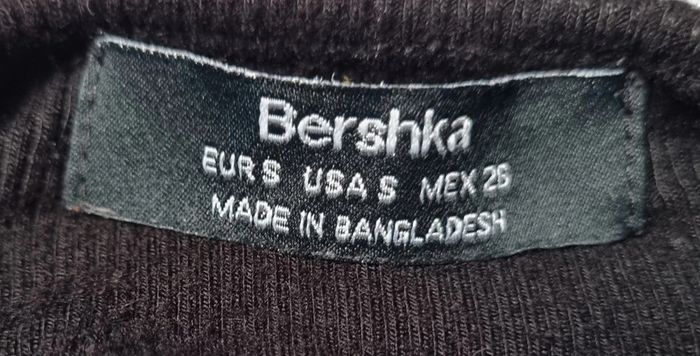 Bershka
EUR S USA S MEX 26
MADE IN BANGLADESH